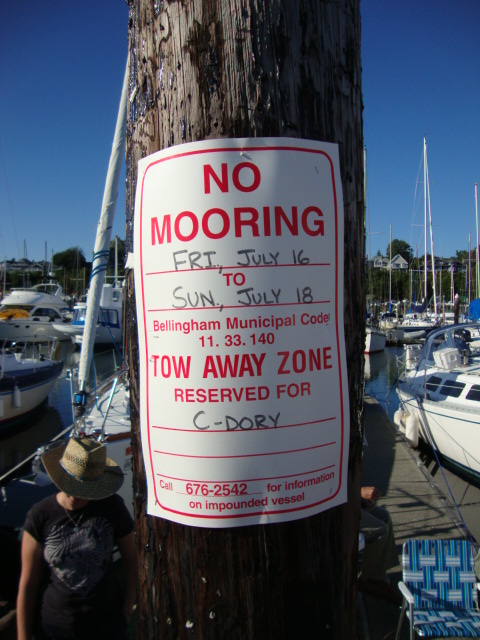 NO
MOORING
FRI., JULY 16
TO
SUN., JULY 18
Bellingham Municipal Code
11. 33. 140
TOW AWAY ZONE
RESERVED FOR
C-DORY
Call 676-2542 for information
on impounded vessel